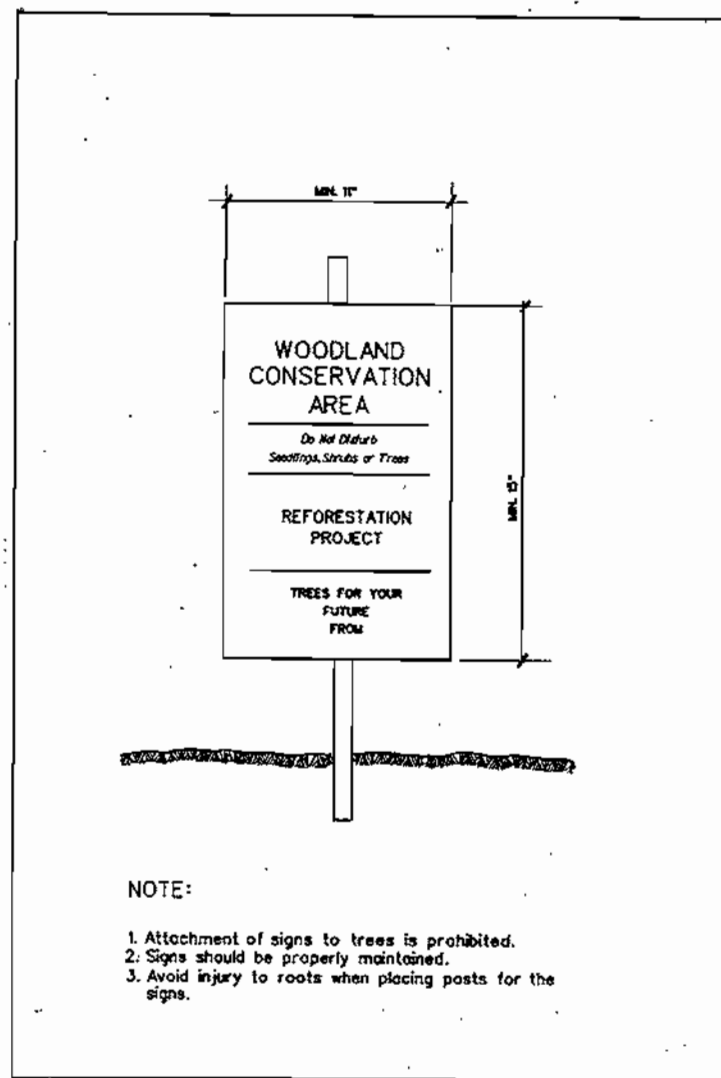 MIN. 11"
WOODLAND
CONSERVATION
AREA
Do Not Disturb
Seedlings, Shrubs or Trees
REFORESTATION
PROJECT
TREES FOR YOUR
FUTURE
FROM
MIN. 15"
NOTE:
1. Attachment of signs to trees is prohibited.
2. Signs should be properly maintained.
3. Avoid injury to roots when placing posts for the
signs.